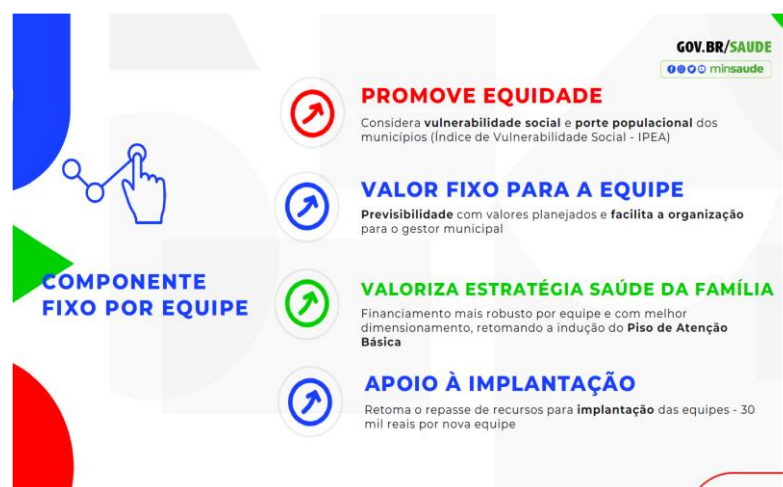 GOV.BR/SAUDE
minsaude
PROMOVE EQUIDADE
Considera vulnerabilidade social e porte populacional dos
municípios (Índice de Vulnerabilidade Social - IPEA)
VALOR FIXO PARA A EQUIPE
Previsibilidade com valores planejados e facilita a organização
para o gestor municipal
COMPONENTE
FIXO POR EQUIPE
VALORIZA ESTRATÉGIA SAÚDE DA FAMÍLIA
Financiamento mais robusto por equipe e com melhor
dimensionamento, retomando a indução do Piso de Atenção
Básica
APOIO À IMPLANTAÇÃO
Retoma o repasse de recursos para implantação das equipes - 30
mil reais por nova equipe